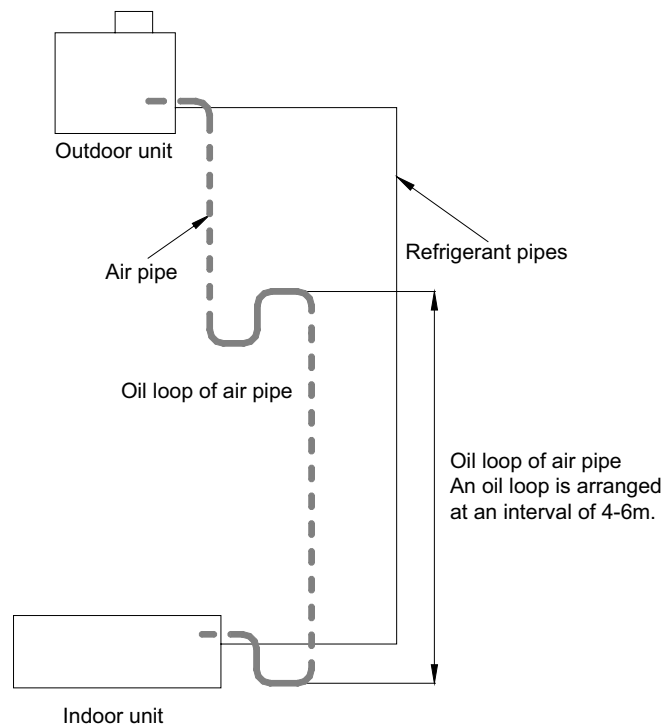 Outdoor unit
Air pipe
Refrigerant pipes
Oil loop of air pipe
Oil loop of air pipe
An oil loop is arranged
at an interval of 4-6m.
Indoor unit